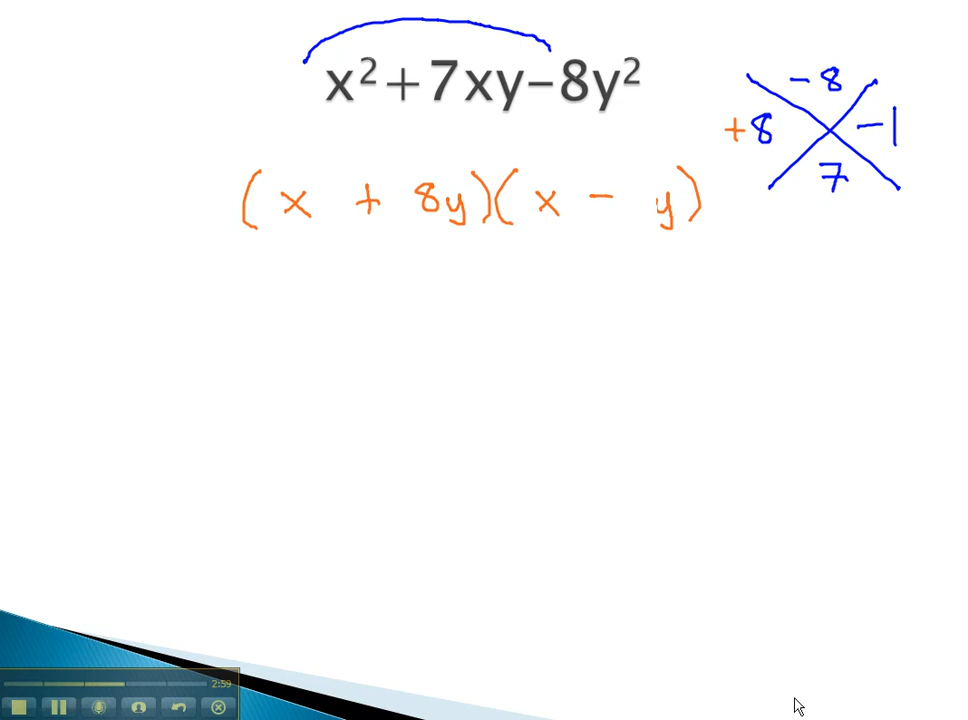 x²+7xy−8y²
-8
+8 -1
7
(x + 8y)(x - y)
2:59